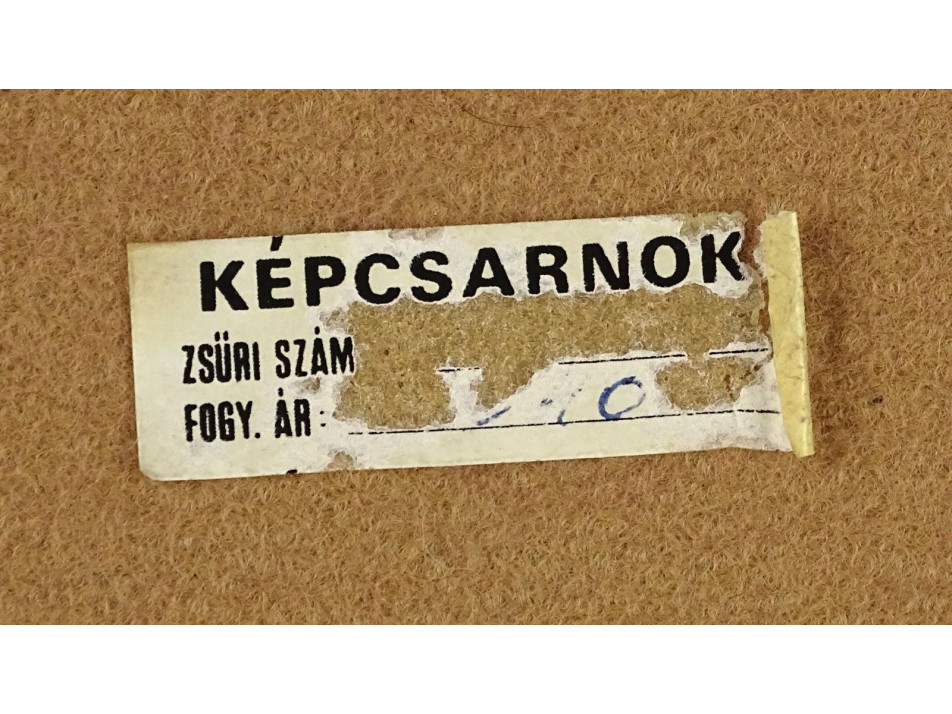 KÉPCSARNOK
ZSÜRI SZÁM
FOGY. ÁR: